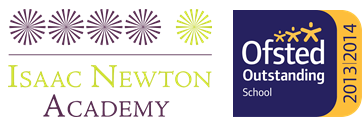 ISAAC NEWTON
ACADEMY
Ofsted
Outstanding
School
2013|2014